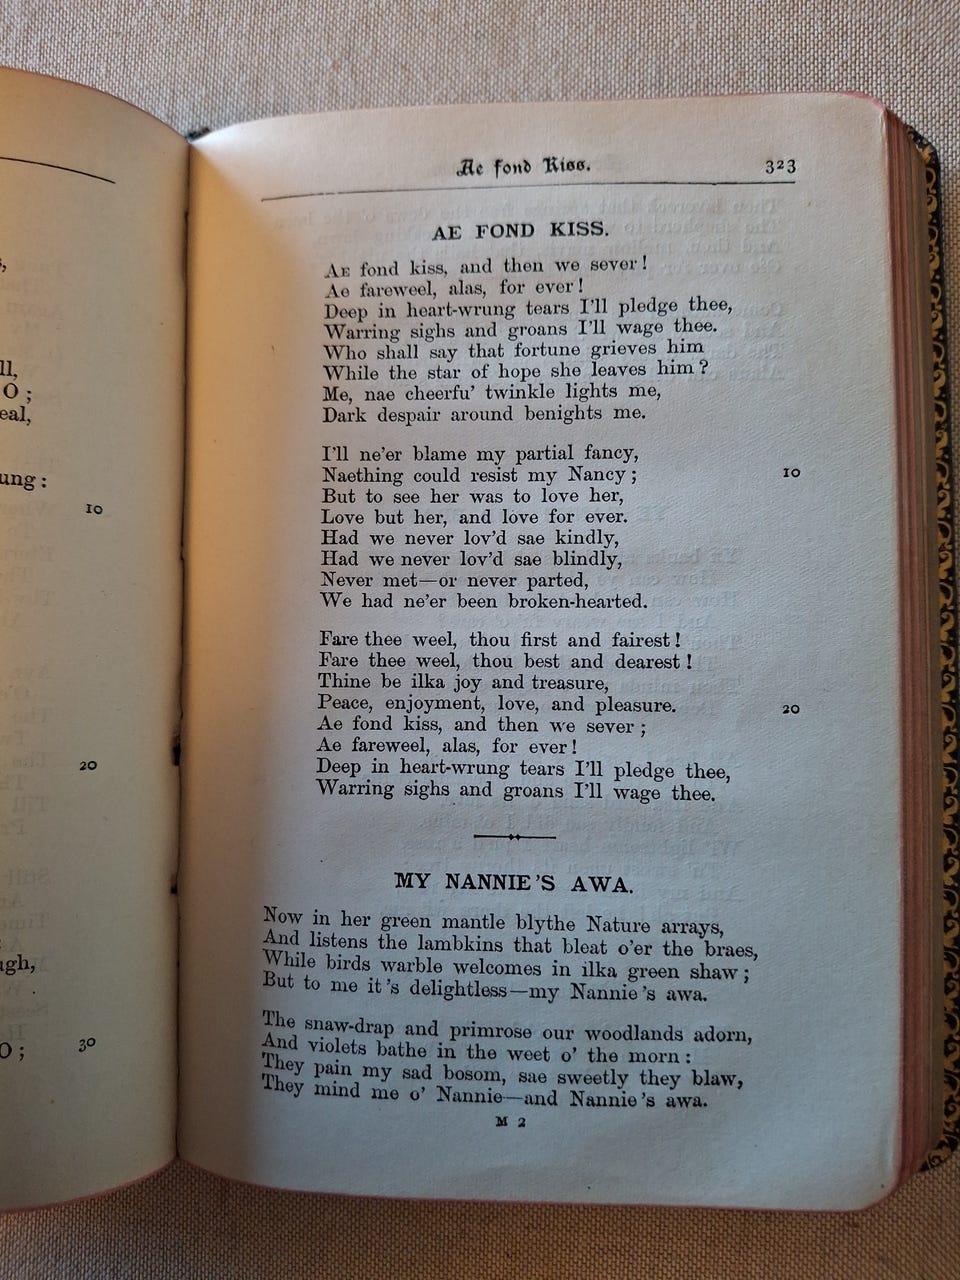 ll,
O ;
eal,
ung :
10
20
ugh,
O ;
30
Ae fond Kiss. 323
AE FOND KISS.
AE fond kiss, and then we sever !
Ae fareweel, alas, for ever !
Deep in heart-wrung tears I'll pledge thee,
Warring sighs and groans I'll wage thee.
Who shall say that fortune grieves him
While the star of hope she leaves him ?
Me, nae cheerfu' twinkle lights me,
Dark despair around benights me.
I'll ne'er blame my partial fancy,
Naething could resist my Nancy ; 10
But to see her was to love her,
Love but her, and love for ever.
Had we never lov'd sae kindly,
Had we never lov'd sae blindly,
Never met—or never parted,
We had ne'er been broken-hearted.
Fare thee weel, thou first and fairest !
Fare thee weel, thou best and dearest !
Thine be ilka joy and treasure,
Peace, enjoyment, love, and pleasure. 20
Ae fond kiss, and then we sever ;
Ae fareweel, alas, for ever !
Deep in heart-wrung tears I'll pledge thee,
Warring sighs and groans I'll wage thee.
MY NANNIE'S AWA.
Now in her green mantle blythe Nature arrays,
And listens the lambkins that bleat o'er the braes,
While birds warble welcomes in ilka green shaw ;
But to me it's delightless—my Nannie's awa.
The snaw-drap and primrose our woodlands adorn,
And violets bathe in the weet o' the morn :
They pain my sad bosom, sae sweetly they blaw,
They mind me o' Nannie—and Nannie's awa.
M 2